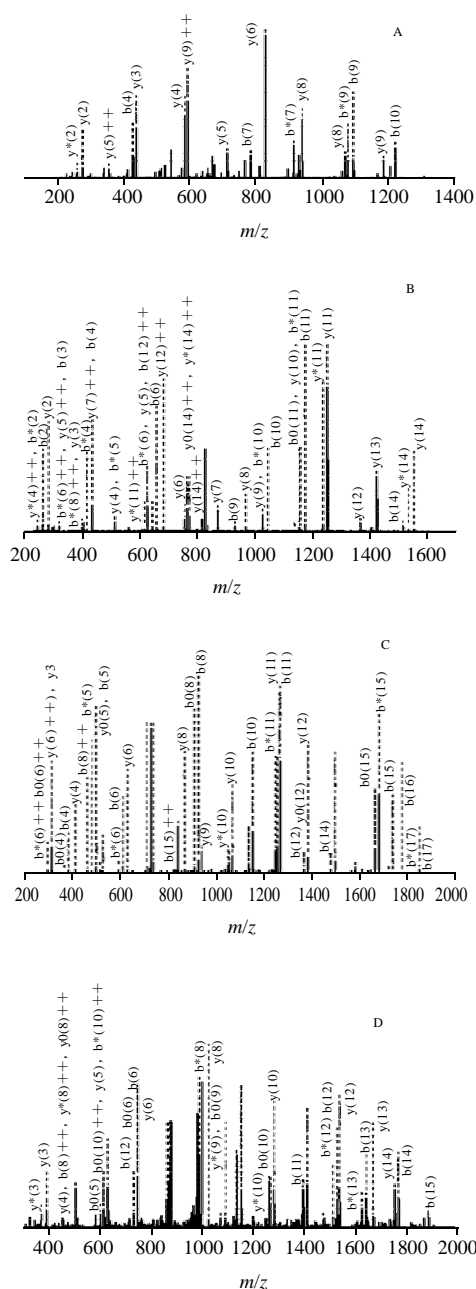 A
y*(2)
y(2)
y(5)++
b(4)
y(3)
y(4)
y(9)++
y(5)
b(7)
y(6)
b*(7)
y(8)
y(8)
b*(9)
b(9)
y(9)
b(10)
200 400 600 800 1000 1200 1400
m/z
B
y*(4)++, b*(2)
b(2)
y(2)
b*(6)++, y(5)++, b(3)
b*(8)++, y(3)
b*(4)
y(7)++, b(4)
y(4), b*(5)
y*(11)++
b*(6), y(5), b(12)++
b(6)
y(12)++
y(6)
y0(14)++, y*(14)++
y(14)++
y(7)
b(9)
y(8)
y(9), b*(10)
b(10)
b0(11), y(10), b*(11)
b(11)
y*(11)
y(11)
y(12)
y(13)
b(14)
y*(14)
y(14)
200 400 600 800 1000 1200 1400 1600
m/z
C
b*(6)++ b0(6)++
y(6)++), y3
b0(4)
b(4)
y(4)
b(8)++ b*(5)
y0(5), b(5)
b*(6)
b(6)
y(6)
b(15)++
y(8)
b0(8)
b(8)
y(9)
y*(10)
y(10)
b(10)
b*(11)
y(11)
b(11)
b(12)
y0(12)
y(12)
b(14)
b0(15)
b*(15)
b(15)
b(16)
b*(17)
b(17)
200 400 600 800 1000 1200 1400 1600 1800 2000
m/z
D
y*(3)
y(3)
y(4), b(8)++, y*(8)++, y0(8)++
b0(5)
b0(10)++, y(5), b*(10)++
b(12)
b0(6)
b(6)
y(6)
b*(8)
y(8)
y*(9), b0(9)
y*(10)
b0(10)
y(10)
b(11)
b*(12)
b(12)
y(12)
b*(13)
b(13)
y(13)
y(14)
b(14)
b(15)
400 600 800 1000 1200 1400 1600 1800 2000
m/z